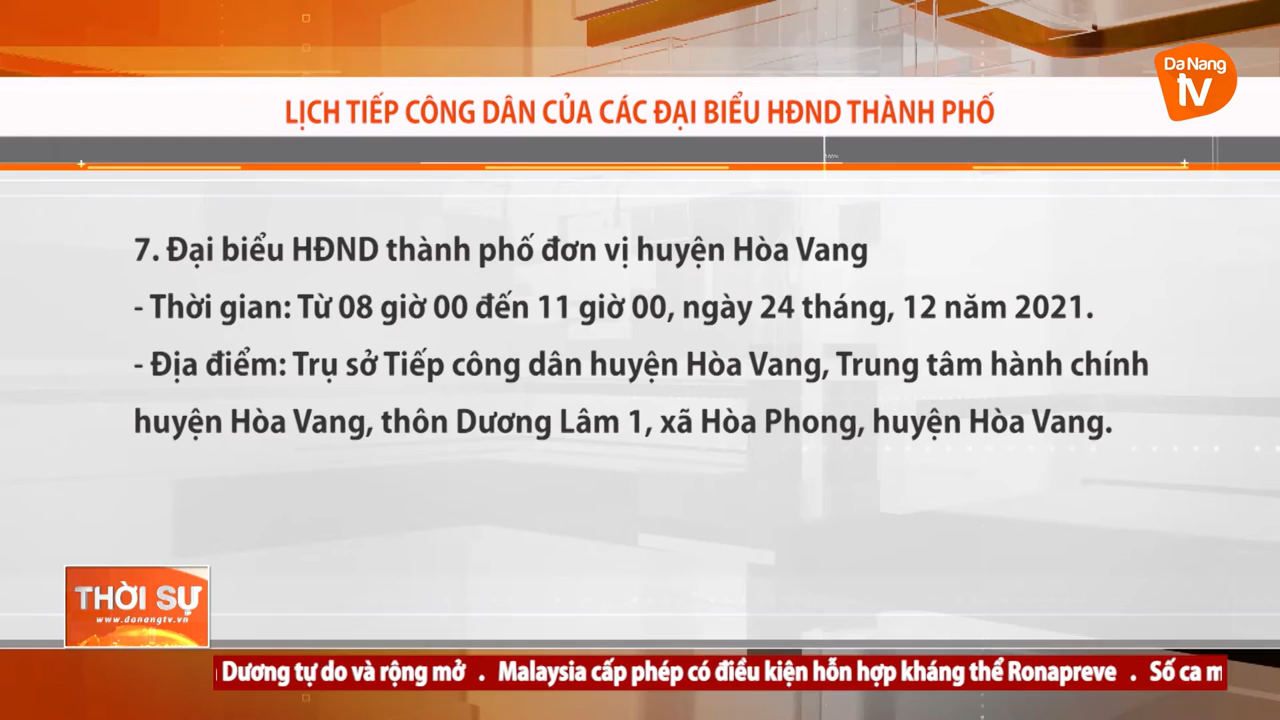 Da Nang
tv
LỊCH TIẾP CÔNG DÂN CỦA CÁC ĐẠI BIỂU HĐND THÀNH PHỐ
100%
7. Đại biểu HĐND thành phố đơn vị huyện Hòa Vang
- Thời gian: Từ 08 giờ 00 đến 11 giờ 00, ngày 24 tháng, 12 năm 2021.
- Địa điểm: Trụ sở Tiếp công dân huyện Hòa Vang, Trung tâm hành chính
huyện Hòa Vang, thôn Dương Lâm 1, xã Hòa Phong, huyện Hòa Vang.
THỜI SỰ
www.danangtv.vn
Dương tự do và rộng mở . Malaysia cấp phép có điều kiện hỗn hợp kháng thể Ronapreve . Số ca